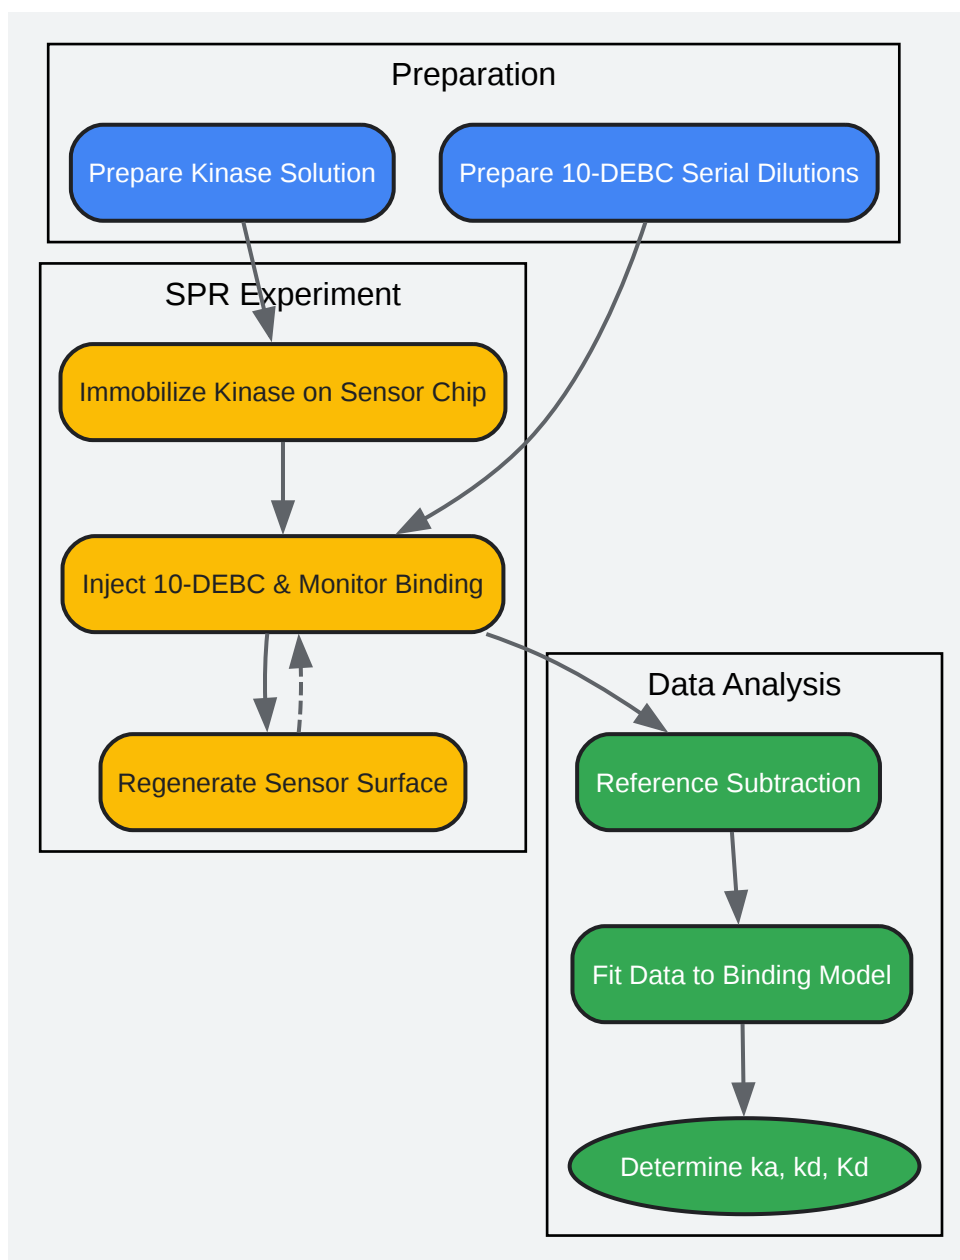 Preparation
Prepare Kinase Solution
Prepare 10-DEBC Serial Dilutions
SPR Experiment
Immobilize Kinase on Sensor Chip
Inject 10-DEBC & Monitor Binding
Regenerate Sensor Surface
Data Analysis
Reference Subtraction
Fit Data to Binding Model
Determine ka, kd, Kd